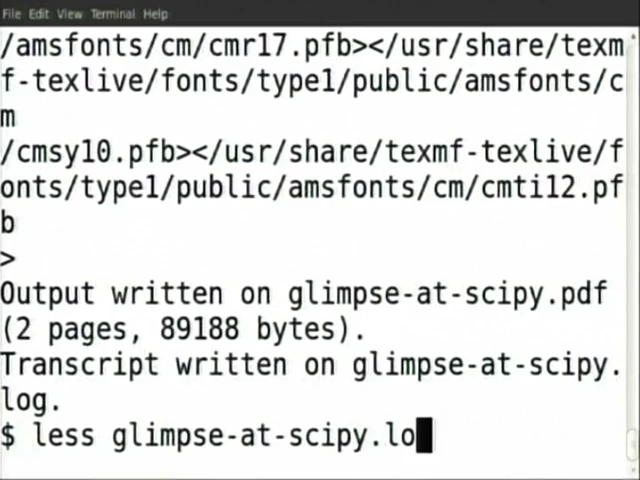 File Edit View Terminal Help
/amsfonts/cm/cmr17.pfb></usr/share/texm
f-texlive/fonts/type1/public/amsfonts/c
m
/cmsy10.pfb></usr/share/texmf-texlive/f
onts/type1/public/amsfonts/cm/cmti12.pf
b
>
Output written on glimpse-at-scipy.pdf
(2 pages, 89188 bytes).
Transcript written on glimpse-at-scipy.
log.
$ less glimpse-at-scipy.lo